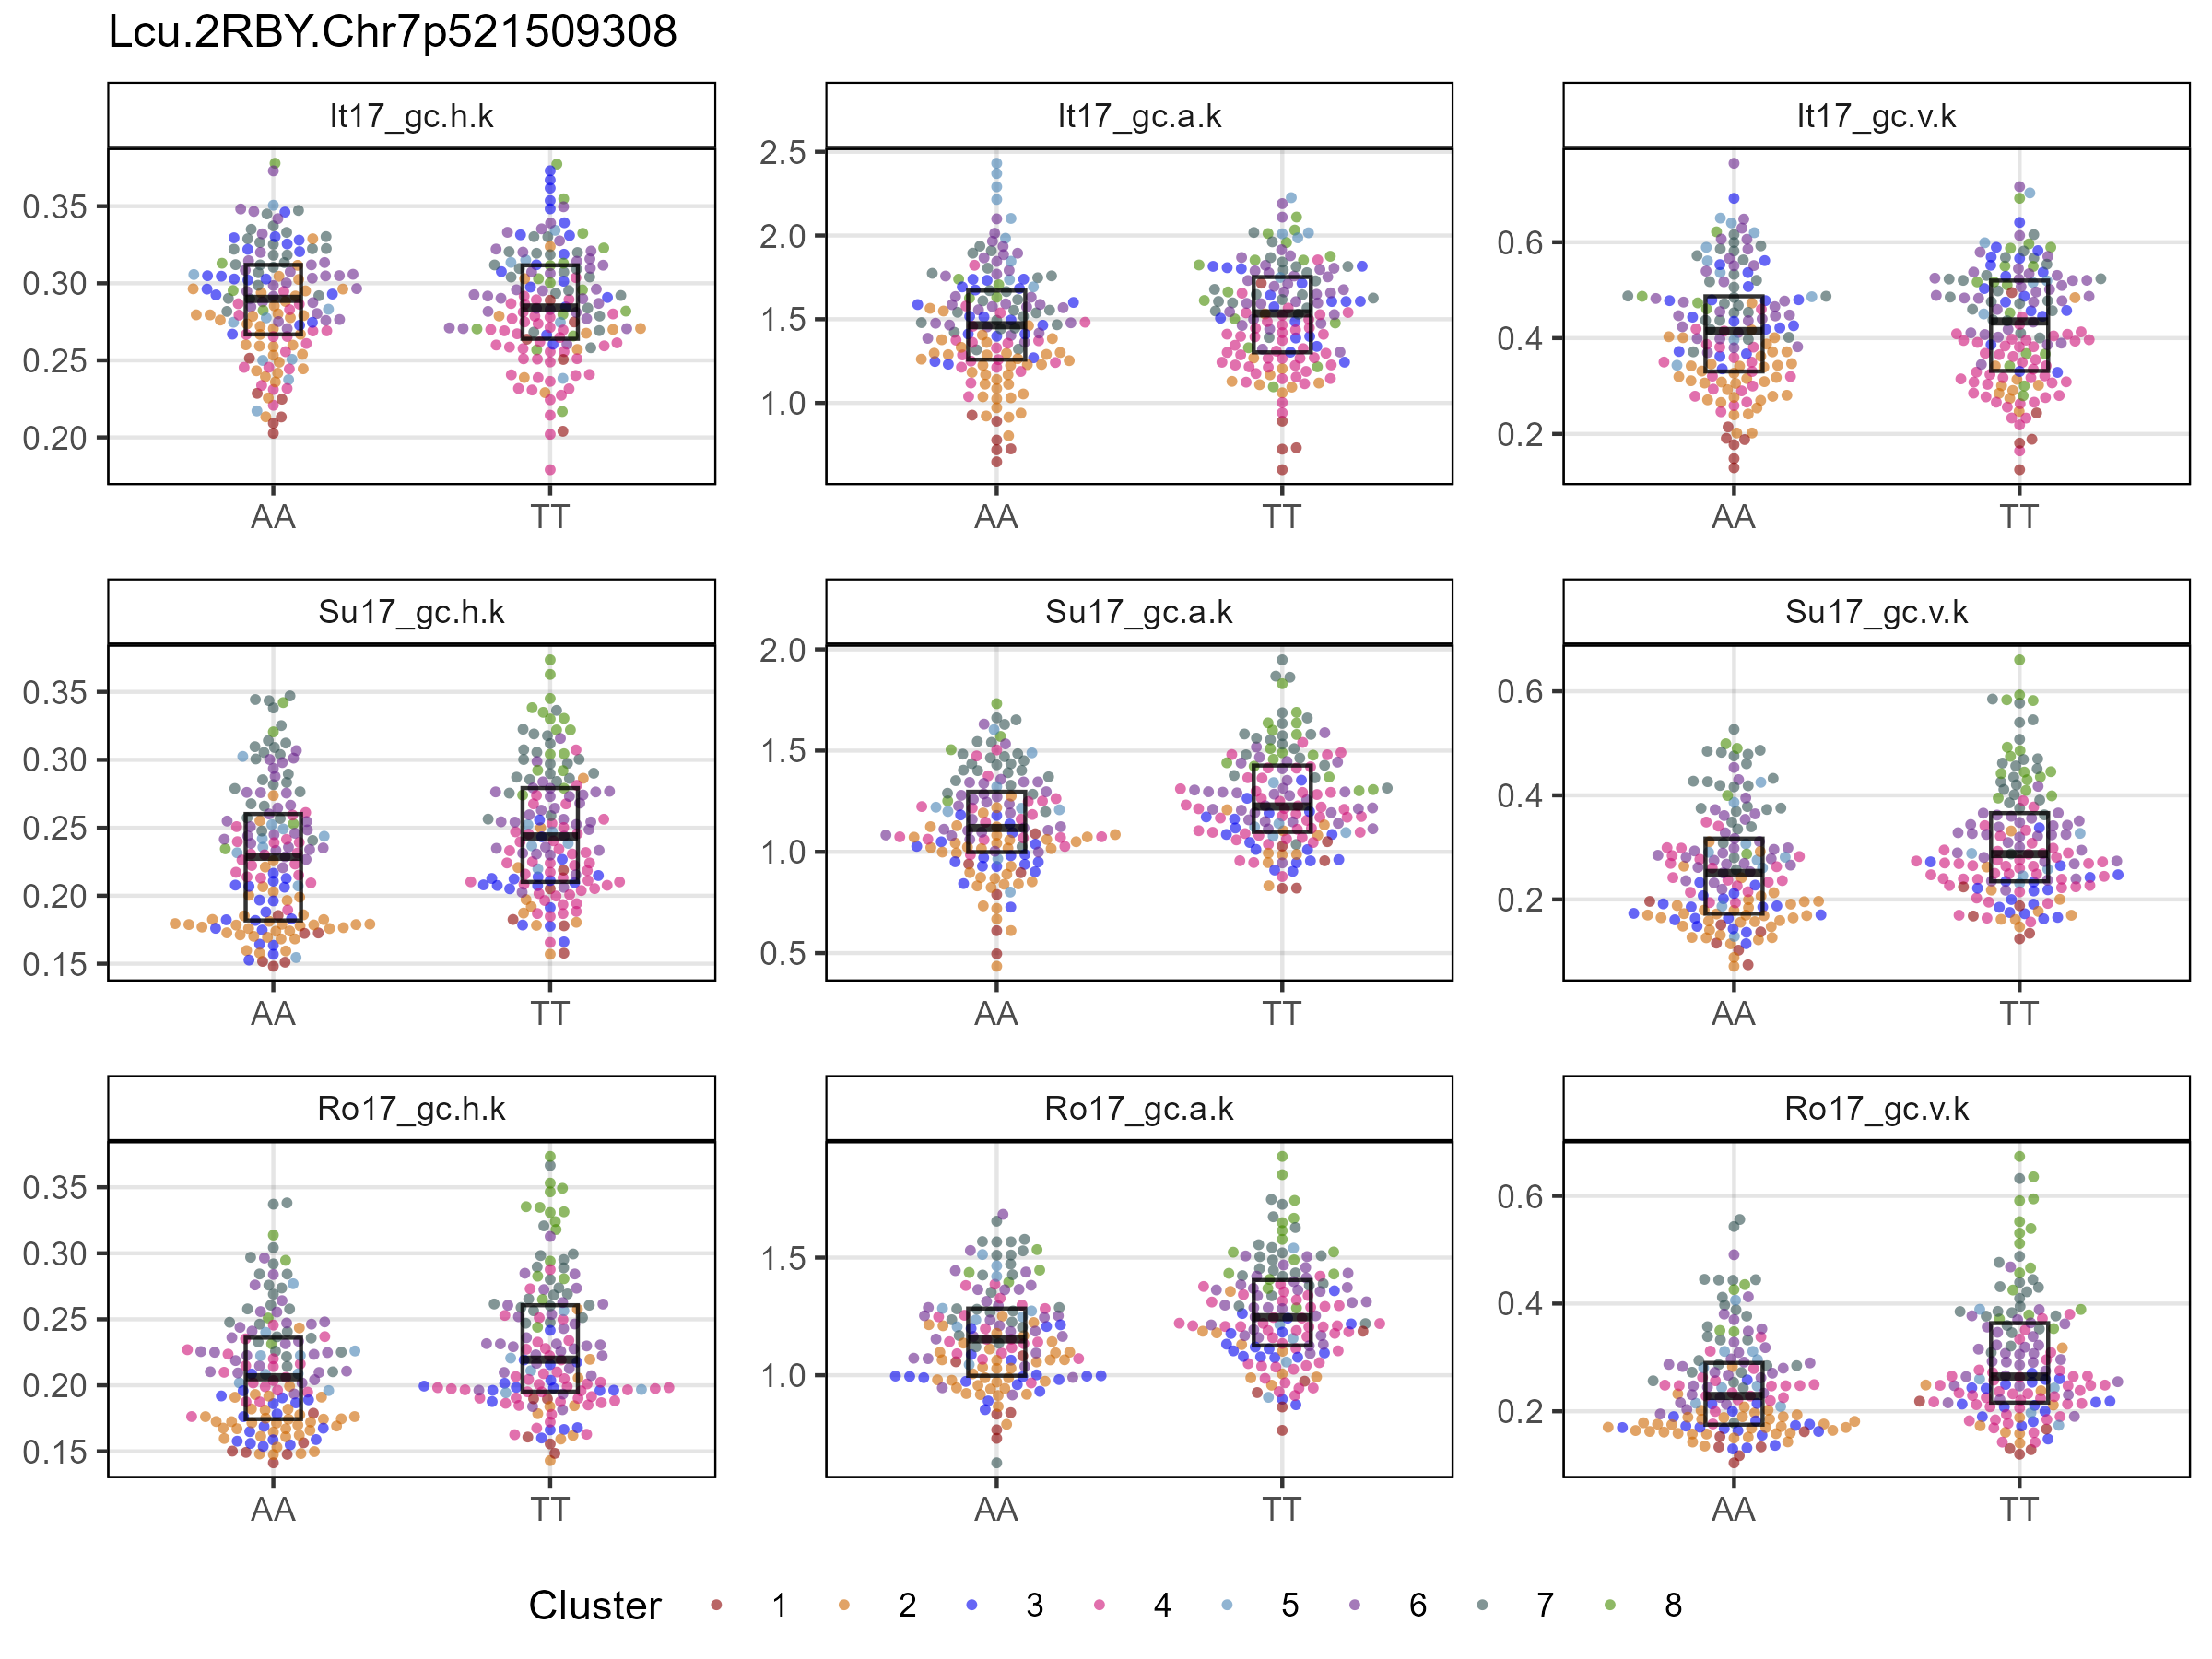 Lcu.2RBY.Chr7p521509308
It17_gc.h.k
It17_gc.a.k
It17_gc.v.k
0.35
0.30
0.25
0.20
AA TT
2.5
2.0
1.5
1.0
AA TT
0.6
0.4
0.2
AA TT
Su17_gc.h.k
Su17_gc.a.k
Su17_gc.v.k
0.35
0.30
0.25
0.20
0.15
AA TT
2.0
1.5
1.0
0.5
AA TT
0.6
0.4
0.2
AA TT
Ro17_gc.h.k
Ro17_gc.a.k
Ro17_gc.v.k
0.35
0.30
0.25
0.20
0.15
AA TT
1.5
1.0
AA TT
0.6
0.4
0.2
AA TT
Cluster 1 2 3 4 5 6 7 8